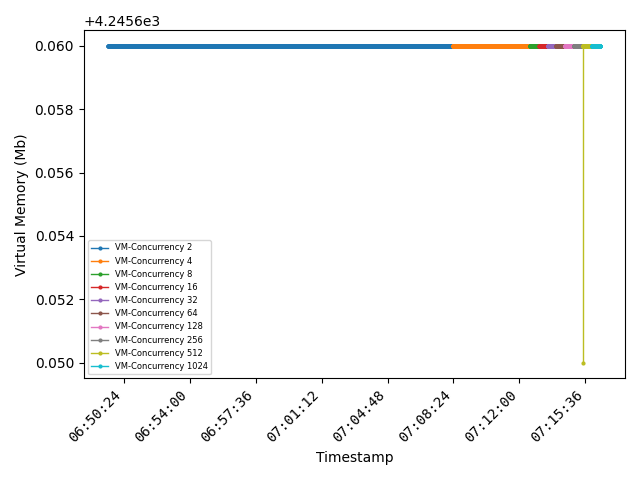 +4.2456e3
0.060
0.058
0.056
0.054
0.052
0.050
Virtual Memory (Mb)
VM-Concurrency 2
VM-Concurrency 4
VM-Concurrency 8
VM-Concurrency 16
VM-Concurrency 32
VM-Concurrency 64
VM-Concurrency 128
VM-Concurrency 256
VM-Concurrency 512
VM-Concurrency 1024
06:50:24
06:54:00
06:57:36
07:01:12
07:04:48
07:08:24
07:12:00
07:15:36
Timestamp